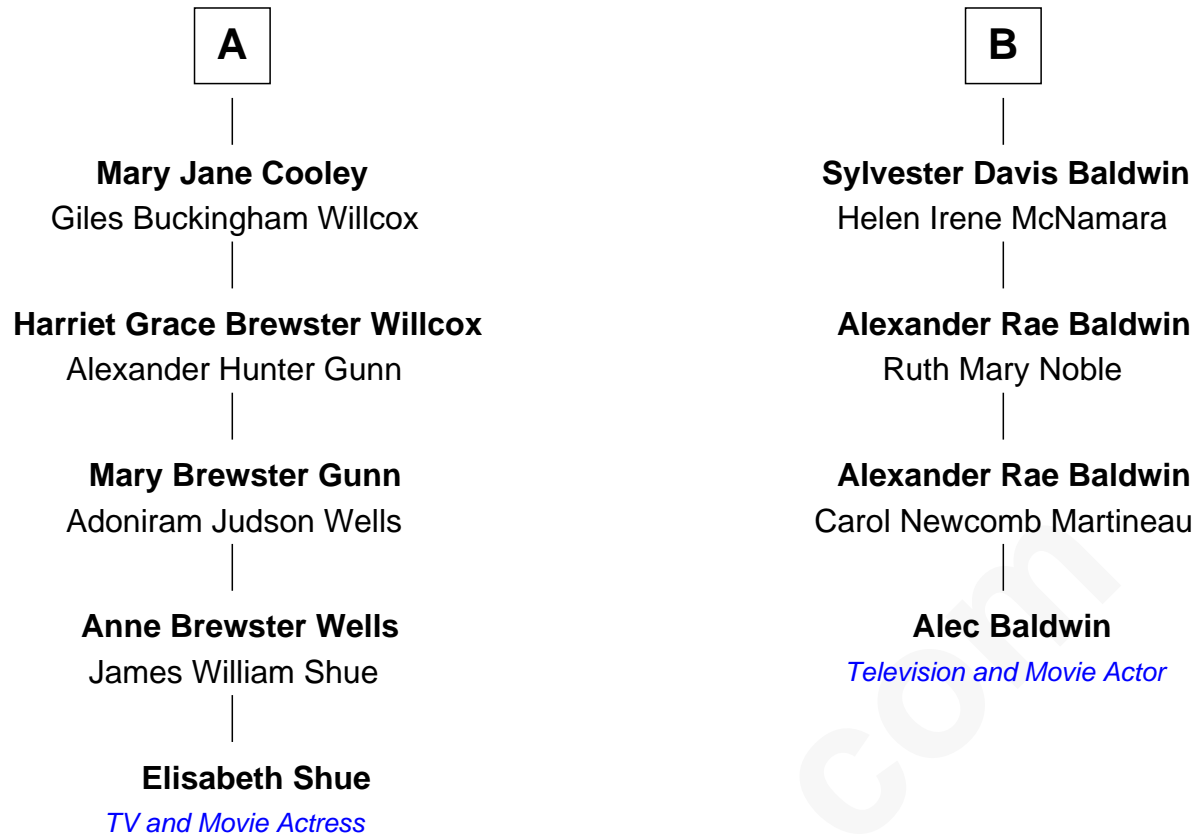 A
Mary Jane Cooley
Giles Buckingham Willcox
Harriet Grace Brewster Willcox
Alexander Hunter Gunn
Mary Brewster Gunn
Adoniram Judson Wells
Anne Brewster Wells
James William Shue
Elisabeth Shue
TV and Movie Actress
B
Sylvester Davis Baldwin
Helen Irene McNamara
Alexander Rae Baldwin
Ruth Mary Noble
Alexander Rae Baldwin
Carol Newcomb Martineau
Alec Baldwin
Television and Movie Actor
com